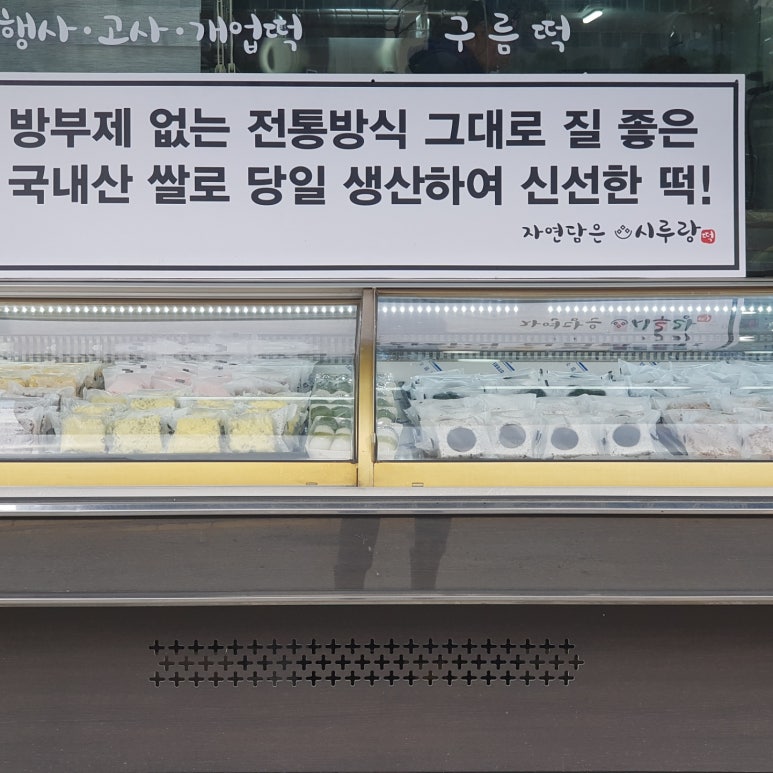 행사·고사·개업떡 구름떡
방부제 없는 전통방식 그대로 질 좋은
국내산 쌀로 당일 생산하여 신선한 떡!
자연담은 시루랑 떡